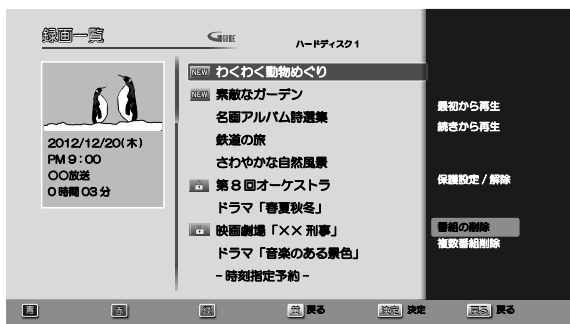 録画一覧
GGUIDE
ハードディスク1
2012/12/20(木)
PM 9:00
〇〇放送
0時間03分
NEW わくわく動物めぐり
NEW 素敵なガーデン
名画アルバム詩選集
鉄道の旅
さわやかな自然風景
第8回オーケストラ
ドラマ「春夏秋冬」
映画劇場「×× 刑事」
ドラマ「音楽のある景色」
- 時刻指定予約 -
最初から再生
続きから再生
保護設定 / 解除
番組の削除
複数番組削除
青
赤
緑
黄 戻る
決定 決定
戻る 戻る